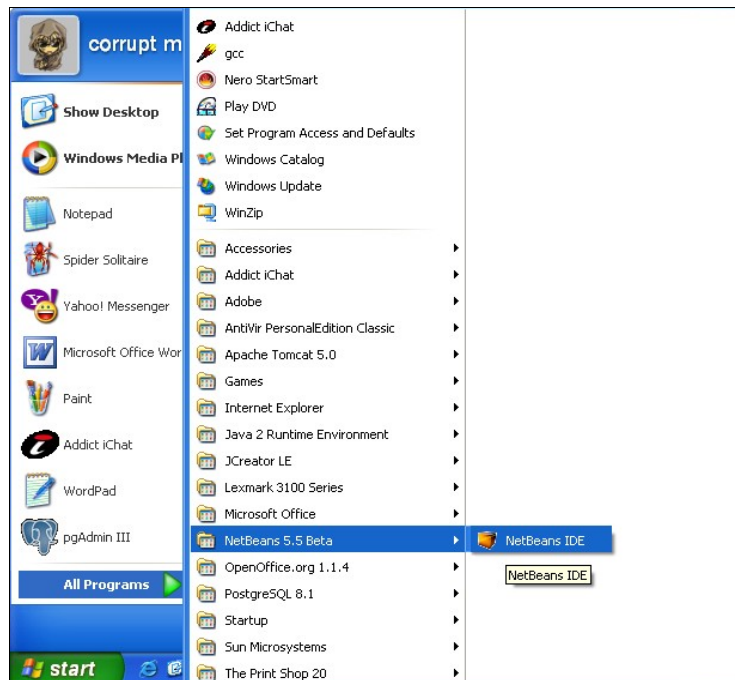 corrupt m
Show Desktop
Windows Media Pl
Notepad
Spider Solitaire
Yahoo! Messenger
Microsoft Office Wor
Paint
Addict iChat
WordPad
pgAdmin III
All Programs
start
Addict iChat
gcc
Nero StartSmart
Play DVD
Set Program Access and Defaults
Windows Catalog
Windows Update
WinZip
Accessories
Addict iChat
Adobe
AntiVir PersonalEdition Classic
Apache Tomcat 5.0
Games
Internet Explorer
Java 2 Runtime Environment
JCreator LE
Lexmark 3100 Series
Microsoft Office
NetBeans 5.5 Beta
OpenOffice.org 1.1.4
PostgreSQL 8.1
Startup
Sun Microsystems
The Print Shop 20
NetBeans IDE
NetBeans IDE